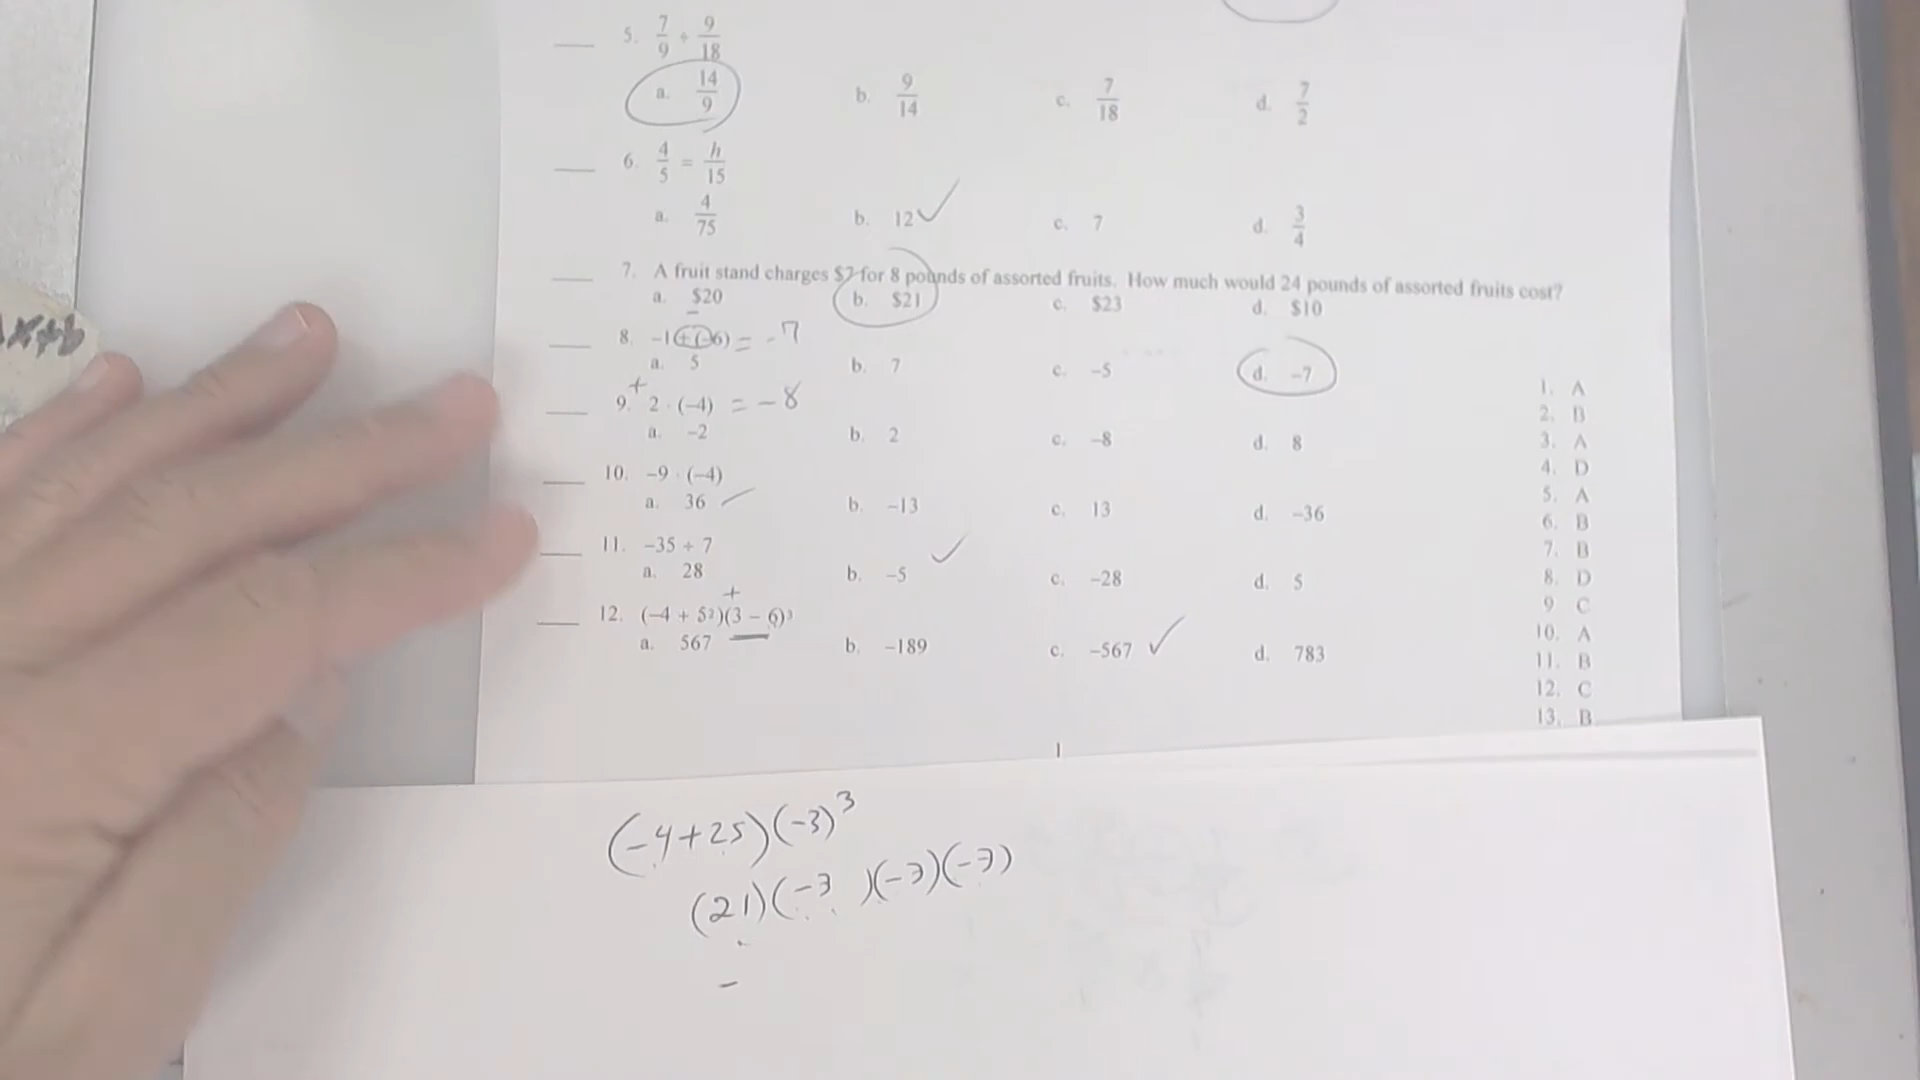 5. 7/9 ÷ 9/18
a. 14/9 b. 9/14 c. 7/18 d. 7/2
6. 4/5 = h/15
a. 4/75 b. 12 ✓ c. 7 d. 3/4
7. A fruit stand charges $7 for 8 pounds of assorted fruits. How much would 24 pounds of assorted fruits cost?
a. $20 b. $21 c. $23 d. $10
8. –1 + (–6) = -7
a. 5 b. 7 c. –5 d. –7
+
9. 2 · (–4) = -8
a. –2 b. 2 c. –8 d. 8
10. –9 · (–4)
a. 36 b. –13 c. 13 d. –36
11. –35 ÷ 7
a. 28 b. –5 ✓ c. –28 d. 5
+
12. (–4 + 5²)(3 – 6)³
a. 567 b. –189 c. –567 ✓ d. 783
1. A
2. B
3. A
4. D
5. A
6. B
7. B
8. D
9 C
10. A
11. B
12. C
13. B
1
(-4+25)(-3)³
(21)(-3 )(-3)(-3)
-